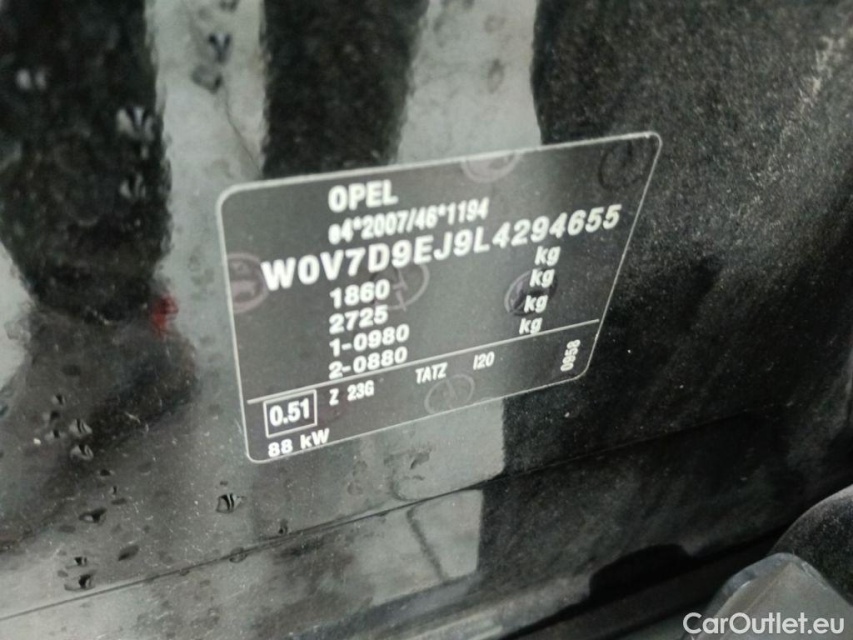 OPEL
e4*2007/46*1194
W0V7D9EJ9L4294655
1860 kg
2725 kg
1-0980 kg
2-0880 kg
0.51 Z 23G TATZ I20 0958
88 kW
CarOutlet.eu